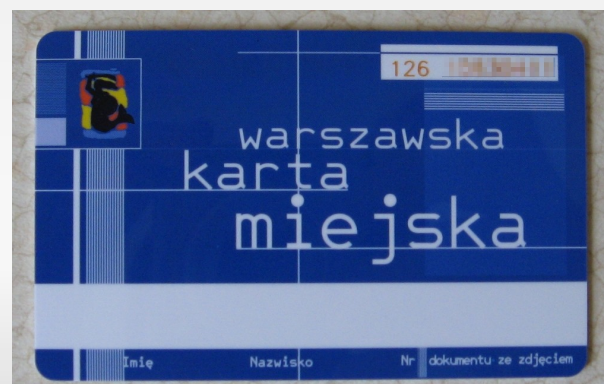 126
warszawska
karta
miejska
Imię Nazwisko Nr dokumentu ze zdjęciem